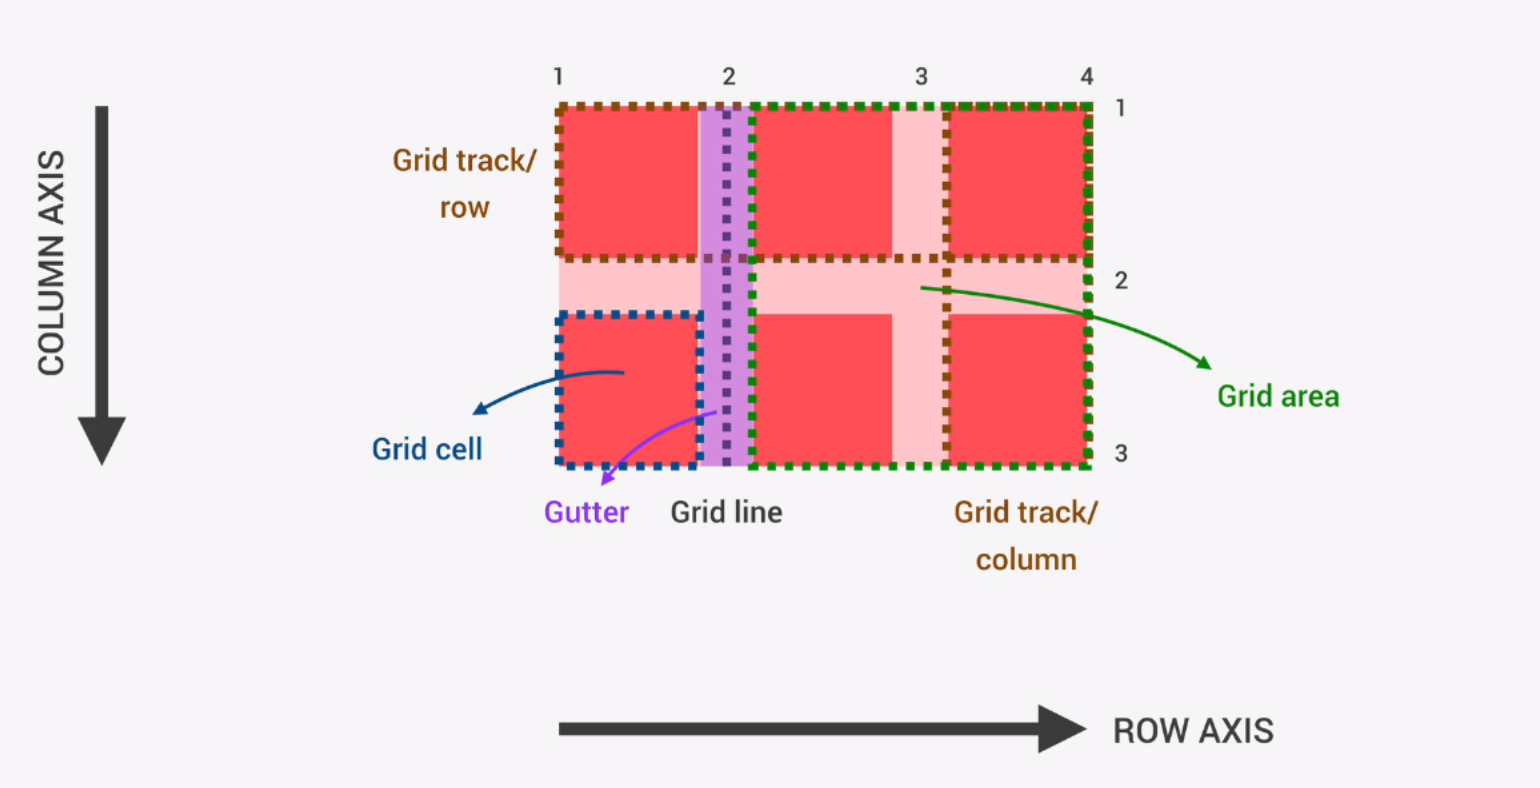 1 2 3 4
1
Grid track/
row
COLUMN AXIS
2
Grid area
Grid cell
3
Gutter
Grid line
Grid track/
column
ROW AXIS